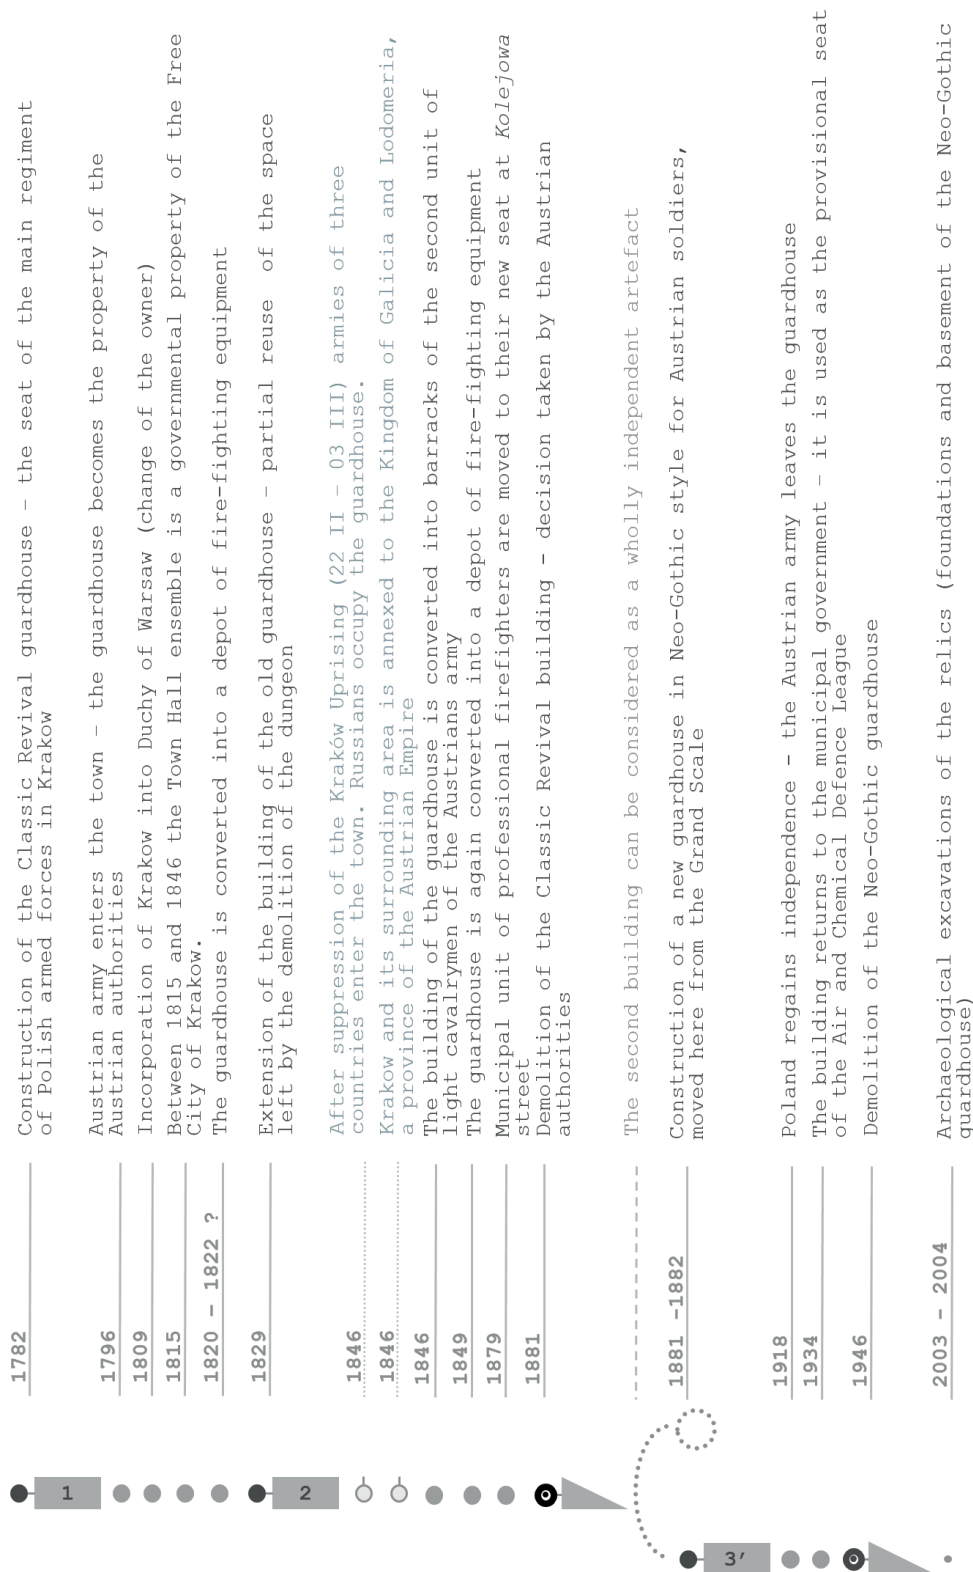 1782
Construction of the Classic Revival guardhouse – the seat of the main regiment
of Polish armed forces in Krakow
1796
Austrian army enters the town – the guardhouse becomes the property of the
Austrian authorities
1809
Incorporation of Krakow into Duchy of Warsaw (change of the owner)
1815
Between 1815 and 1846 the Town Hall ensemble is a governmental property of the Free
City of Krakow.
1820 – 1822 ?
The guardhouse is converted into a depot of fire-fighting equipment
1829
Extension of the building of the old guardhouse – partial reuse of the space
left by the demolition of the dungeon
1846
After suppression of the Kraków Uprising (22 II – 03 III) armies of three
countries enter the town. Russians occupy the guardhouse.
1846
Krakow and its surrounding area is annexed to the Kingdom of Galicia and Lodomeria,
a province of the Austrian Empire
1846
The building of the guardhouse is converted into barracks of the second unit of
light cavalrymen of the Austrians army
1849
The guardhouse is again converted into a depot of fire-fighting equipment
1879
Municipal unit of professional firefighters are moved to their new seat at Kolejowa
street
1881
Demolition of the Classic Revival building – decision taken by the Austrian
authorities
The second building can be considered as a wholly independent artefact
1881 -1882
Construction of a new guardhouse in Neo-Gothic style for Austrian soldiers,
moved here from the Grand Scale
1918
Poland regains independence – the Austrian army leaves the guardhouse
1934
The building returns to the municipal government – it is used as the provisional seat
of the Air and Chemical Defence League
1946
Demolition of the Neo-Gothic guardhouse
2003 – 2004
Archaeological excavations of the relics (foundations and basement of the Neo-Gothic
guardhouse)
1
2
3′